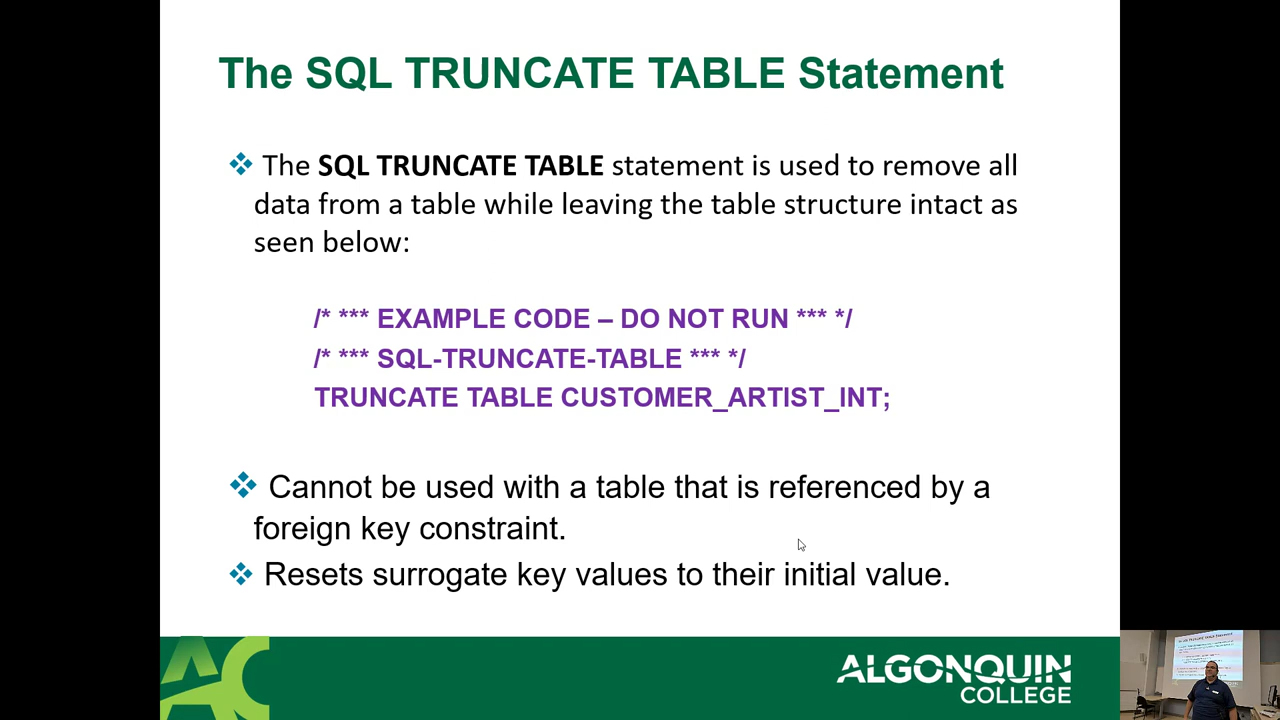 The SQL TRUNCATE TABLE Statement
The SQL TRUNCATE TABLE statement is used to remove all
data from a table while leaving the table structure intact as
seen below:
/* *** EXAMPLE CODE – DO NOT RUN *** */
/* *** SQL-TRUNCATE-TABLE *** */
TRUNCATE TABLE CUSTOMER_ARTIST_INT;
Cannot be used with a table that is referenced by a
foreign key constraint.
Resets surrogate key values to their initial value.
AC
ALGONQUIN
COLLEGE